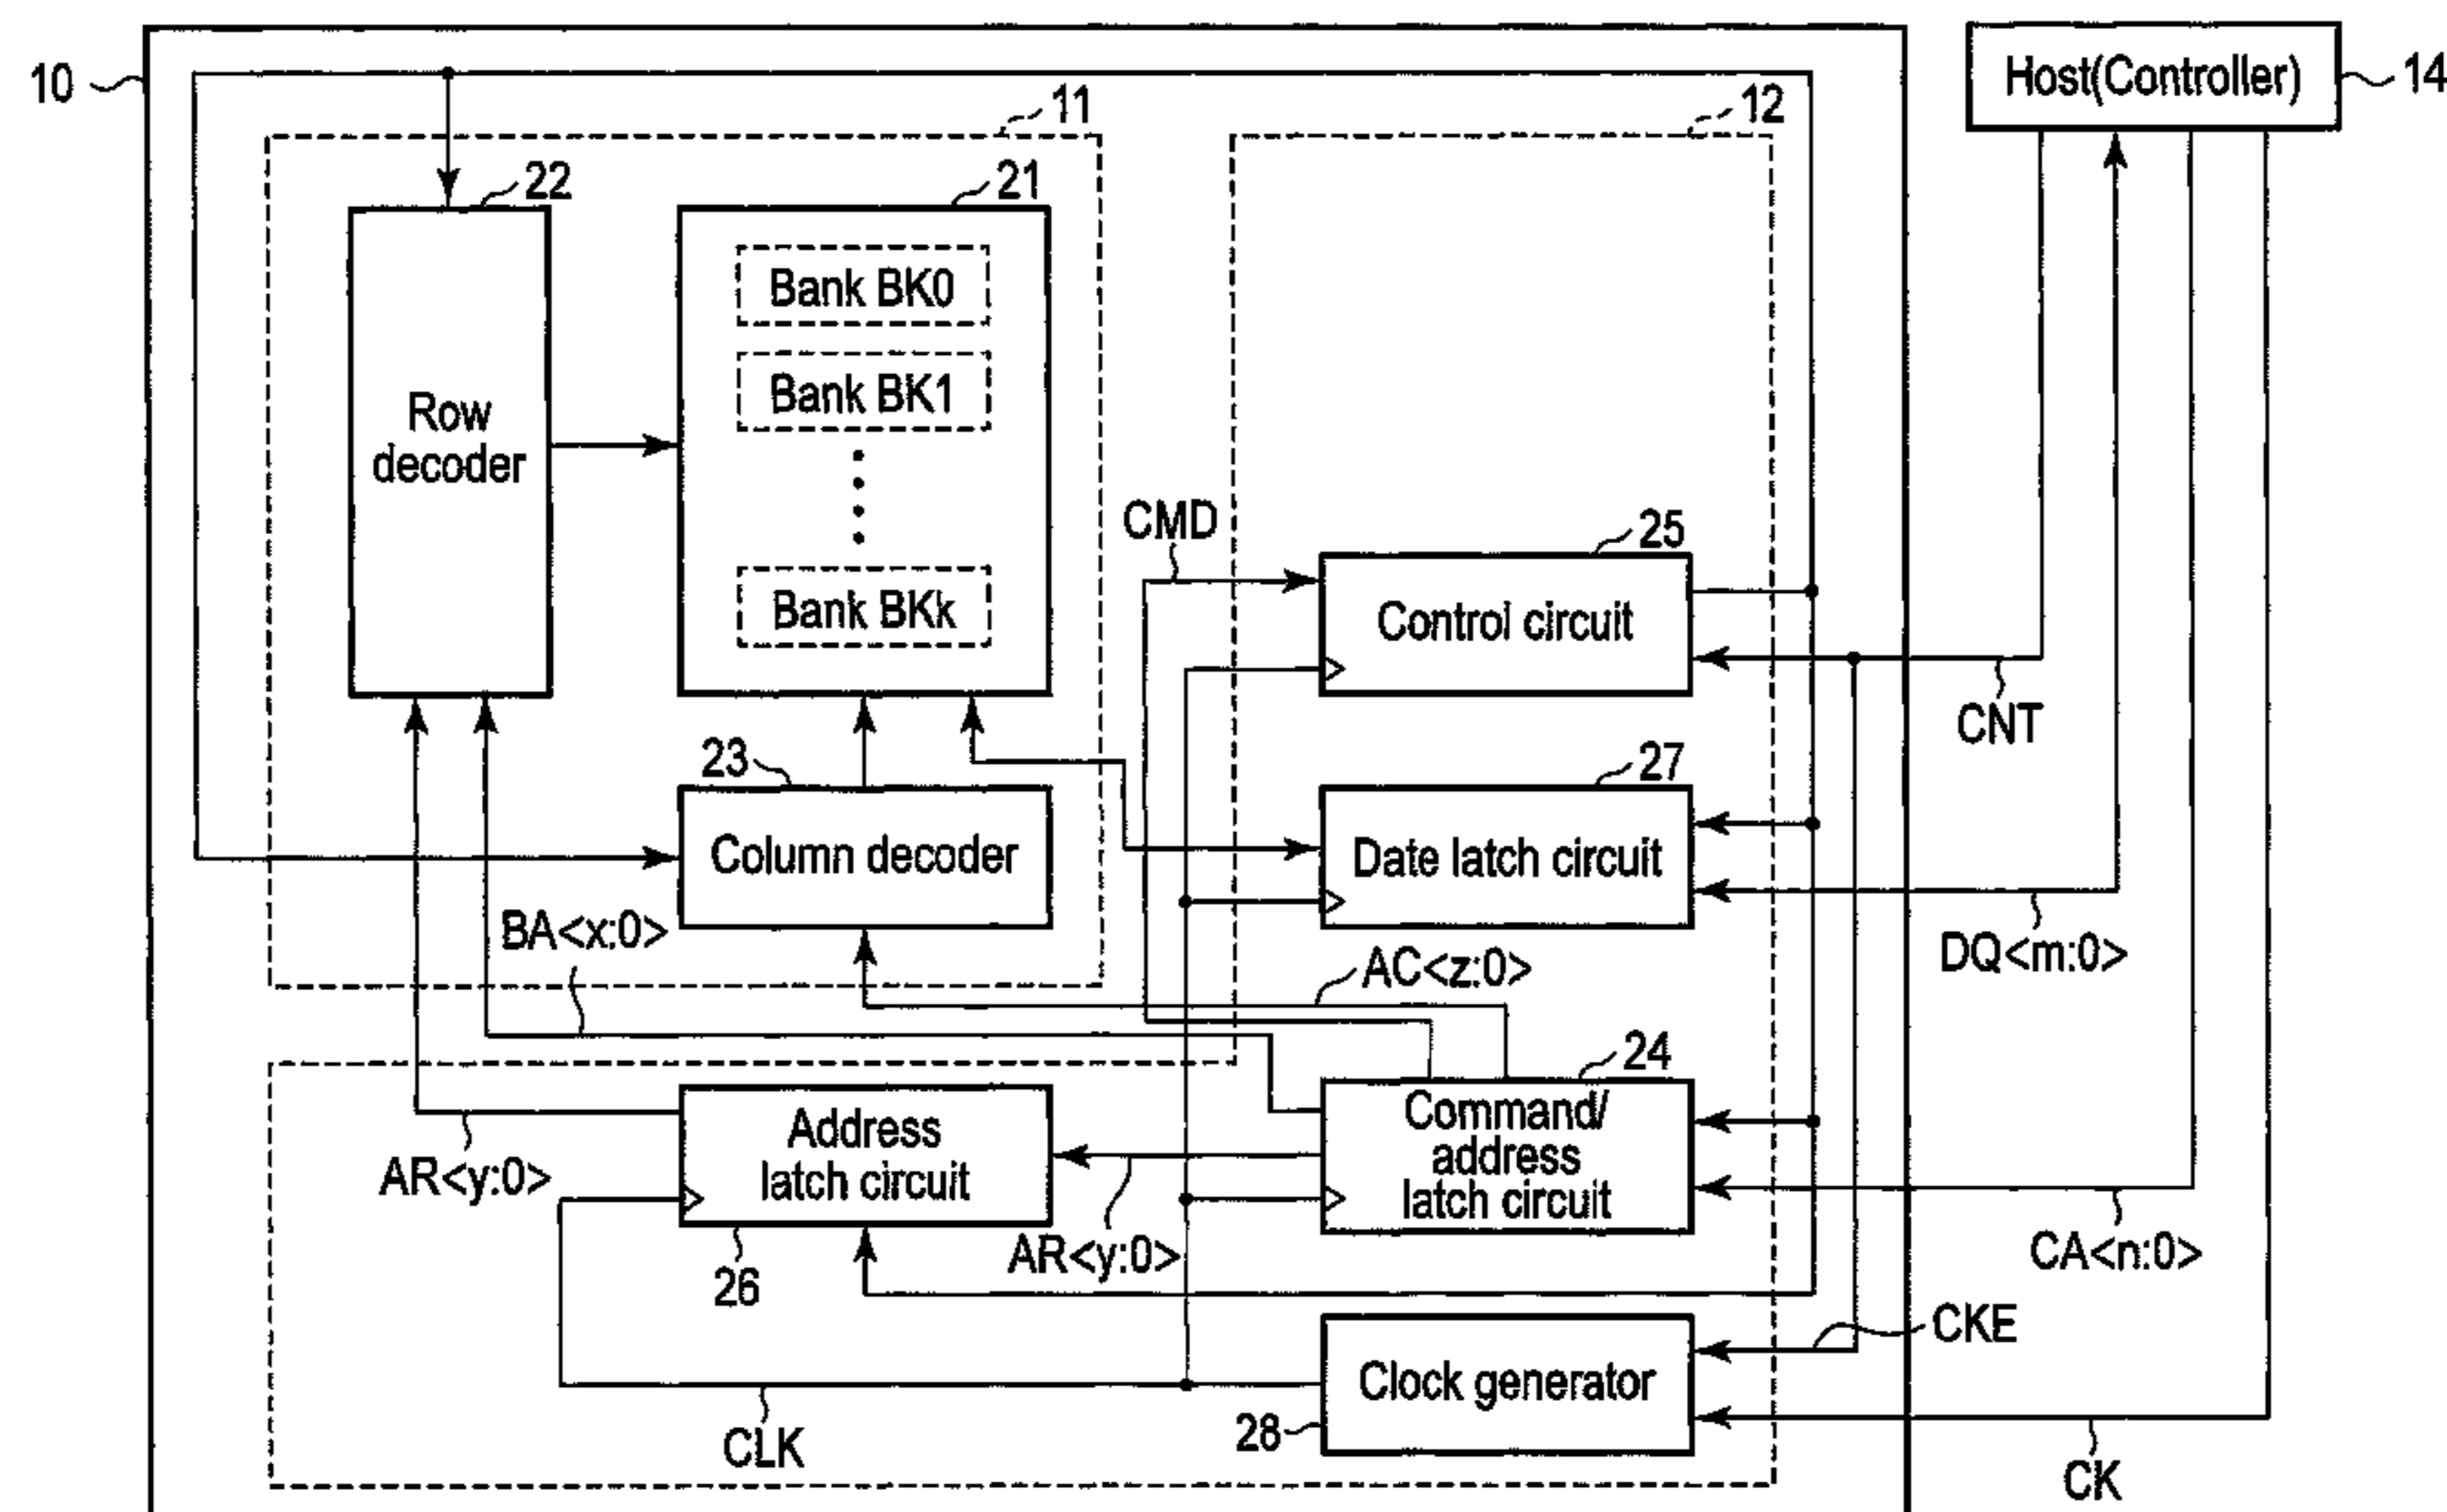 10
Host(Controller)
14
11
12
22
21
Bank BK0
Bank BK1
Row
decoder
CMD
25
Bank BKk
Control circuit
CNT
23
27
Column decoder
Date latch circuit
BA<x:0>
AC<z:0>
DQ<m:0>
24
Address
latch circuit
Command/
address
latch circuit
AR<y:0>
AR<y:0>
26
CA<n:0>
CKE
Clock generator
28
CLK
CK